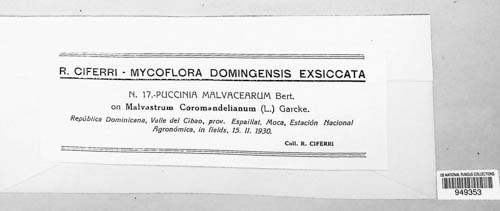 R. CIFERRI - MYCOFLORA DOMINGENSIS EXSICCATA
N. 17.-PUCCINIA MALVACEARUM Bert.
on Malvastrum Coromandelianum (L.) Garcke.
República Dominicana, Valle del Cibao, prov. Espaillat, Moca, Estación Nacional
Agronómica, in fields, 15. II. 1930.
Coll. R. CIFERRI
US NATIONAL FUNGUS COLLECTIONS
949353